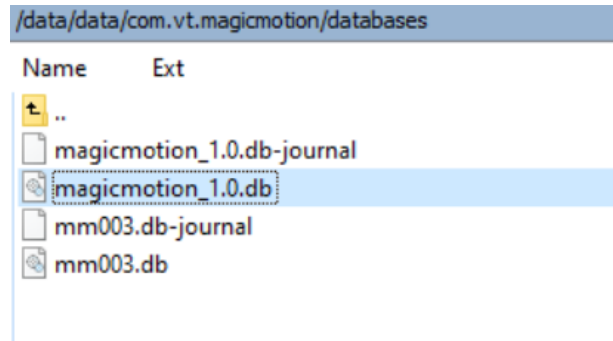 /data/data/com.vt.magicmotion/databases
Name Ext
..
magicmotion_1.0.db-journal
magicmotion_1.0.db
mm003.db-journal
mm003.db